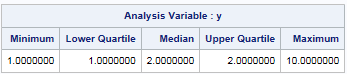 Analysis Variable : y
Minimum Lower Quartile Median Upper Quartile Maximum
1.0000000 1.0000000 2.0000000 2.0000000 10.0000000